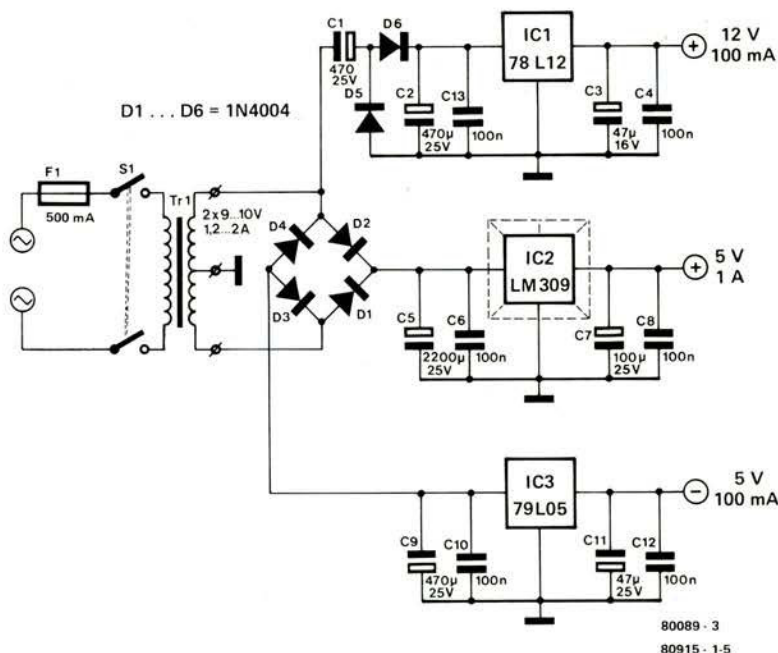 C1
D6
470
25V
D5
C2
470µ
25V
C13
100n
IC1
78 L12
C3
47µ
16V
C4
100n
+
12 V
100 mA
D1 . . . D6 = 1N4004
F1
500 mA
S1
Tr1
2x9...10V
1,2...2A
D4
D2
D3
D1
C5
2200µ
25V
C6
100n
IC2
LM 309
C7
100µ
25V
C8
100n
+
5 V
1 A
C9
470µ
25V
C10
100n
IC3
79L05
C11
47µ
25V
C12
100n
−
5 V
100 mA
80089 - 3
80915 - 1-5